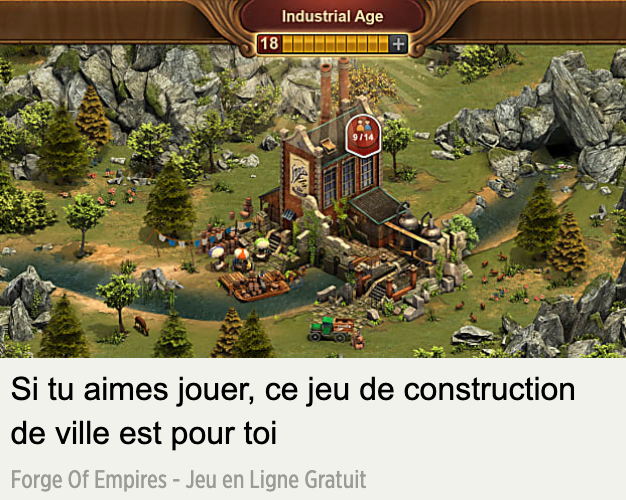 Industrial Age
18
9/14
Si tu aimes jouer, ce jeu de construction
de ville est pour toi
Forge Of Empires - Jeu en Ligne Gratuit